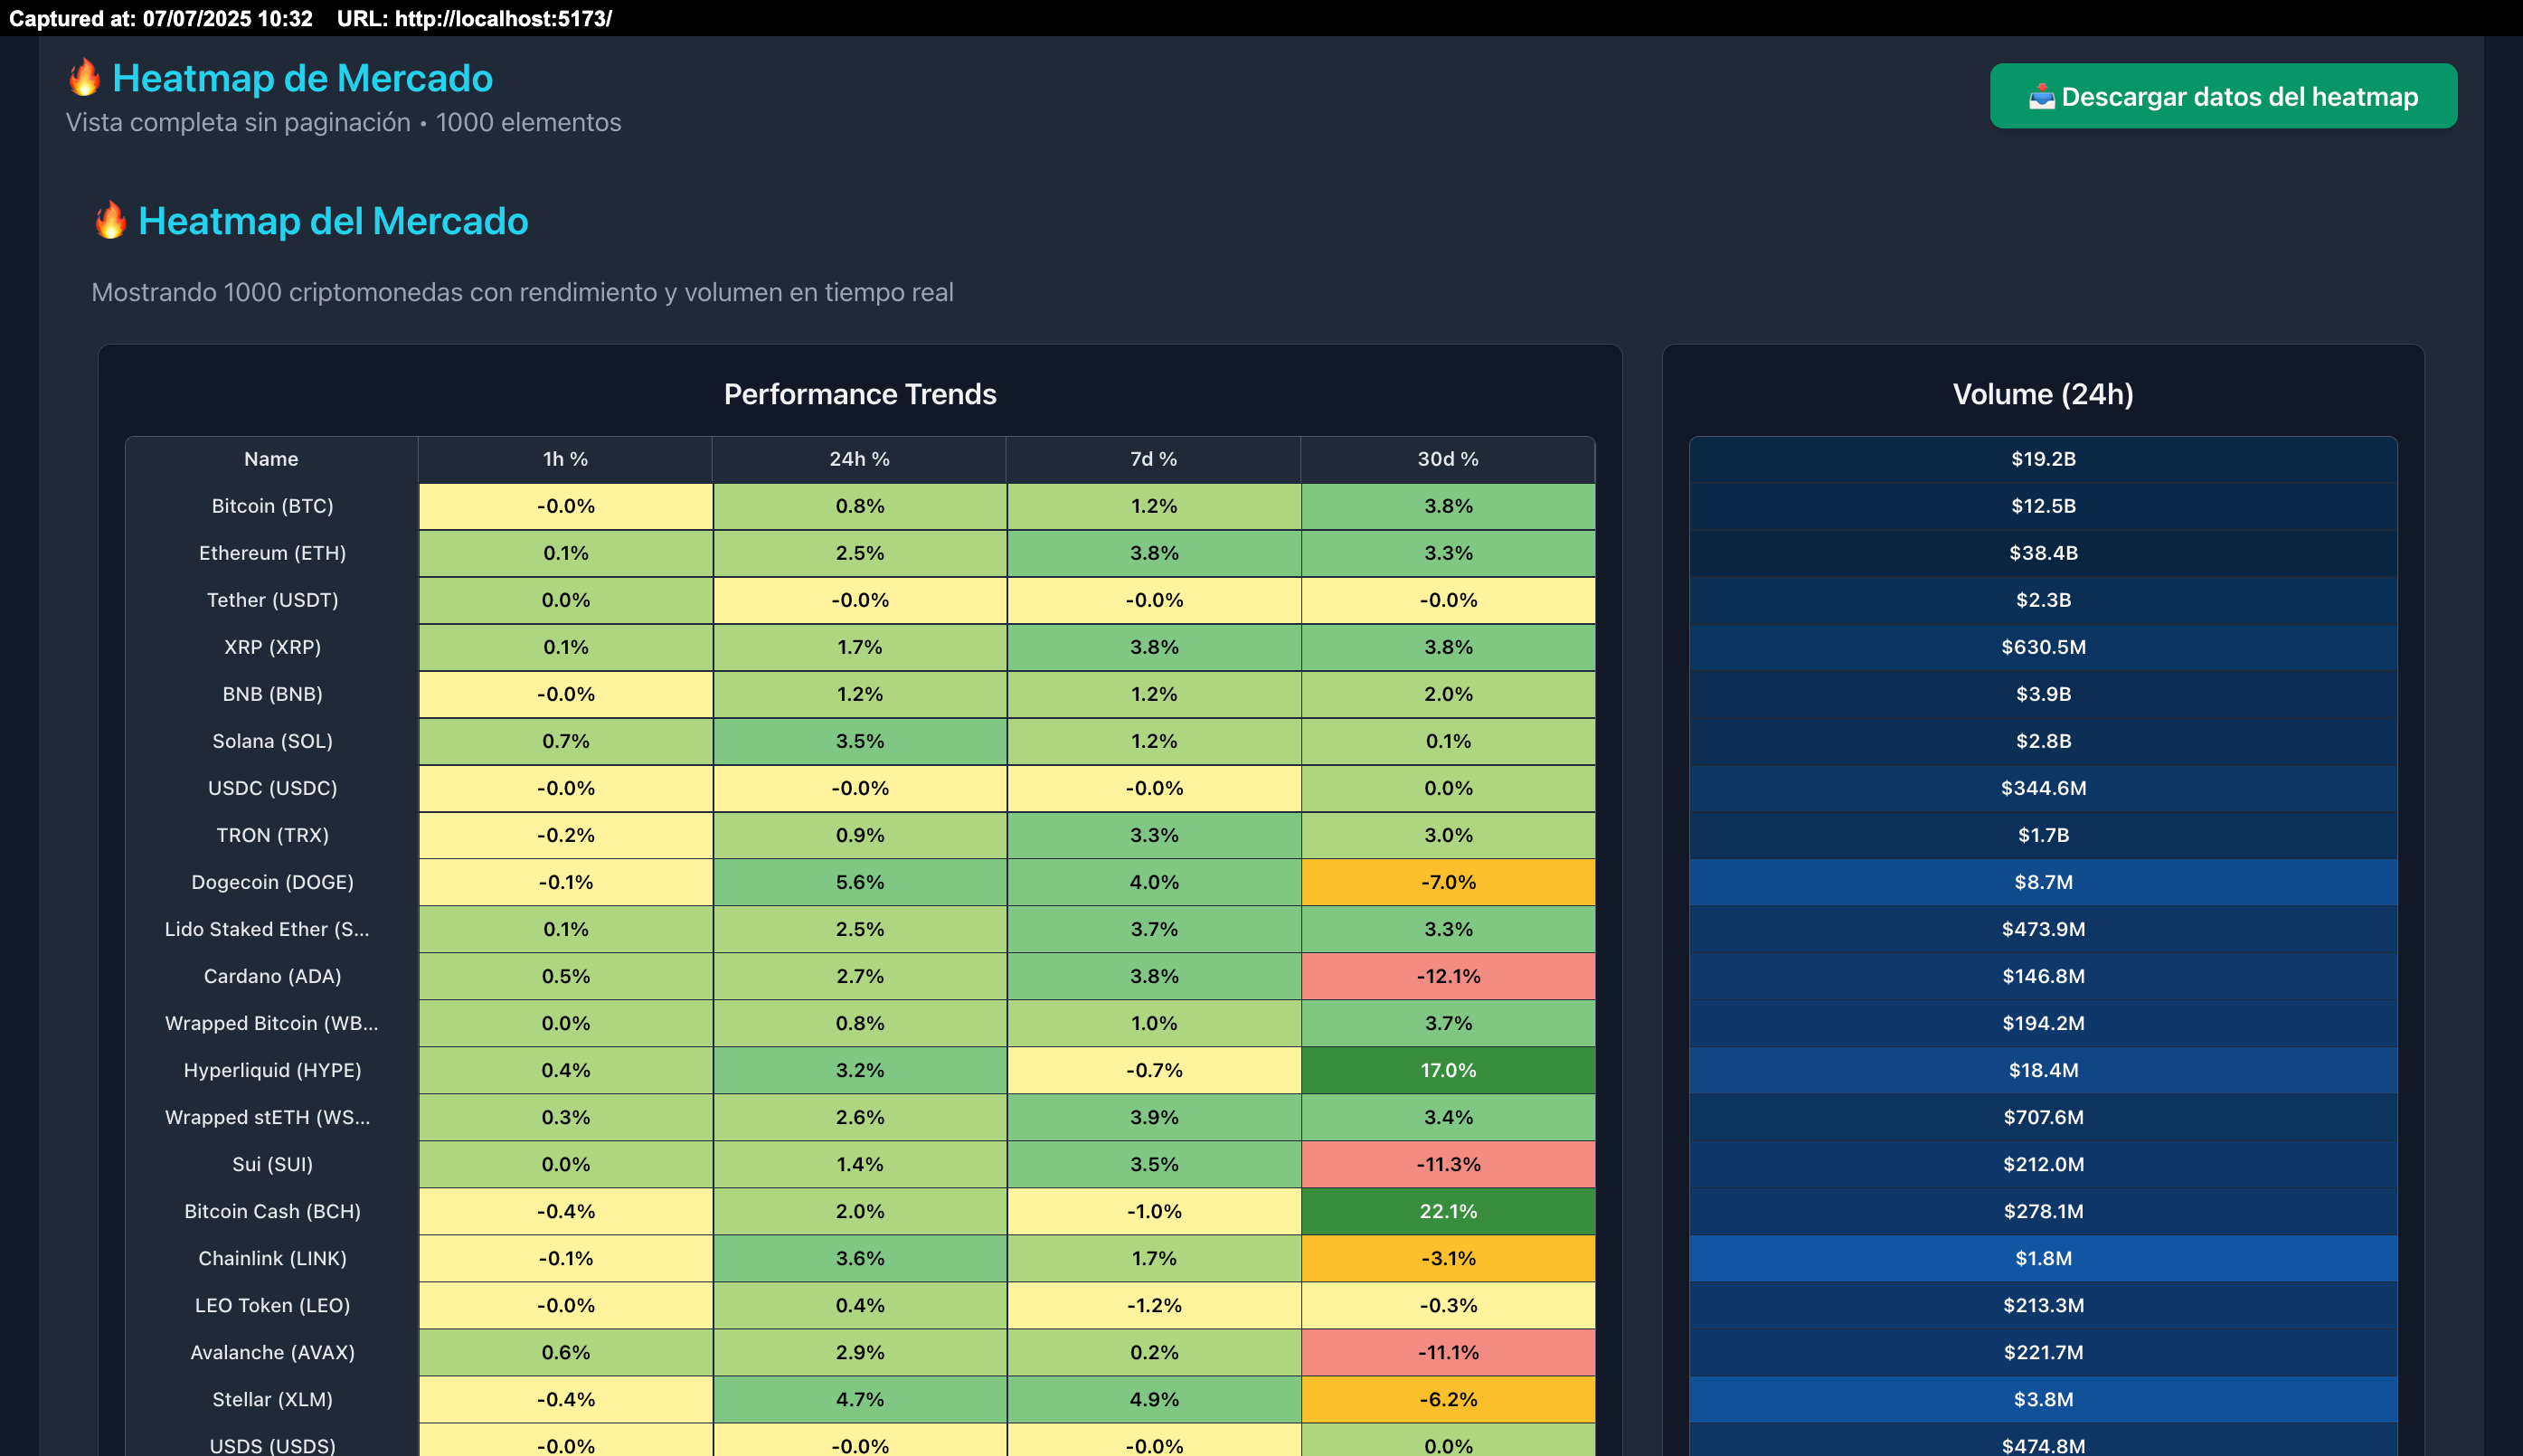 Captured at: 07/07/2025 10:32 URL: http://localhost:5173/
🔥 Heatmap de Mercado
Vista completa sin paginación • 1000 elementos
📥 Descargar datos del heatmap
🔥 Heatmap del Mercado
Mostrando 1000 criptomonedas con rendimiento y volumen en tiempo real
Performance Trends
Volume (24h)
Name 1h % 24h % 7d % 30d % $19.2B
Bitcoin (BTC) -0.0% 0.8% 1.2% 3.8% $12.5B
Ethereum (ETH) 0.1% 2.5% 3.8% 3.3% $38.4B
Tether (USDT) 0.0% -0.0% -0.0% -0.0% $2.3B
XRP (XRP) 0.1% 1.7% 3.8% 3.8% $630.5M
BNB (BNB) -0.0% 1.2% 1.2% 2.0% $3.9B
Solana (SOL) 0.7% 3.5% 1.2% 0.1% $2.8B
USDC (USDC) -0.0% -0.0% -0.0% 0.0% $344.6M
TRON (TRX) -0.2% 0.9% 3.3% 3.0% $1.7B
Dogecoin (DOGE) -0.1% 5.6% 4.0% -7.0% $8.7M
Lido Staked Ether (S... 0.1% 2.5% 3.7% 3.3% $473.9M
Cardano (ADA) 0.5% 2.7% 3.8% -12.1% $146.8M
Wrapped Bitcoin (WB... 0.0% 0.8% 1.0% 3.7% $194.2M
Hyperliquid (HYPE) 0.4% 3.2% -0.7% 17.0% $18.4M
Wrapped stETH (WS... 0.3% 2.6% 3.9% 3.4% $707.6M
Sui (SUI) 0.0% 1.4% 3.5% -11.3% $212.0M
Bitcoin Cash (BCH) -0.4% 2.0% -1.0% 22.1% $278.1M
Chainlink (LINK) -0.1% 3.6% 1.7% -3.1% $1.8M
LEO Token (LEO) -0.0% 0.4% -1.2% -0.3% $213.3M
Avalanche (AVAX) 0.6% 2.9% 0.2% -11.1% $221.7M
Stellar (XLM) -0.4% 4.7% 4.9% -6.2% $3.8M
USDS (USDS) -0.0% -0.0% -0.0% 0.0% $474.8M